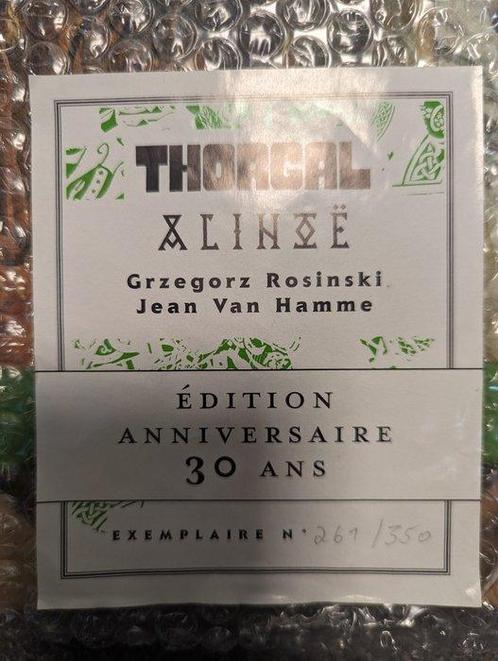 THORGAL
ALINOË
Grzegorz Rosinski
Jean Van Hamme
ÉDITION
ANNIVERSAIRE
30 ANS
EXEMPLAIRE N° 261 /350